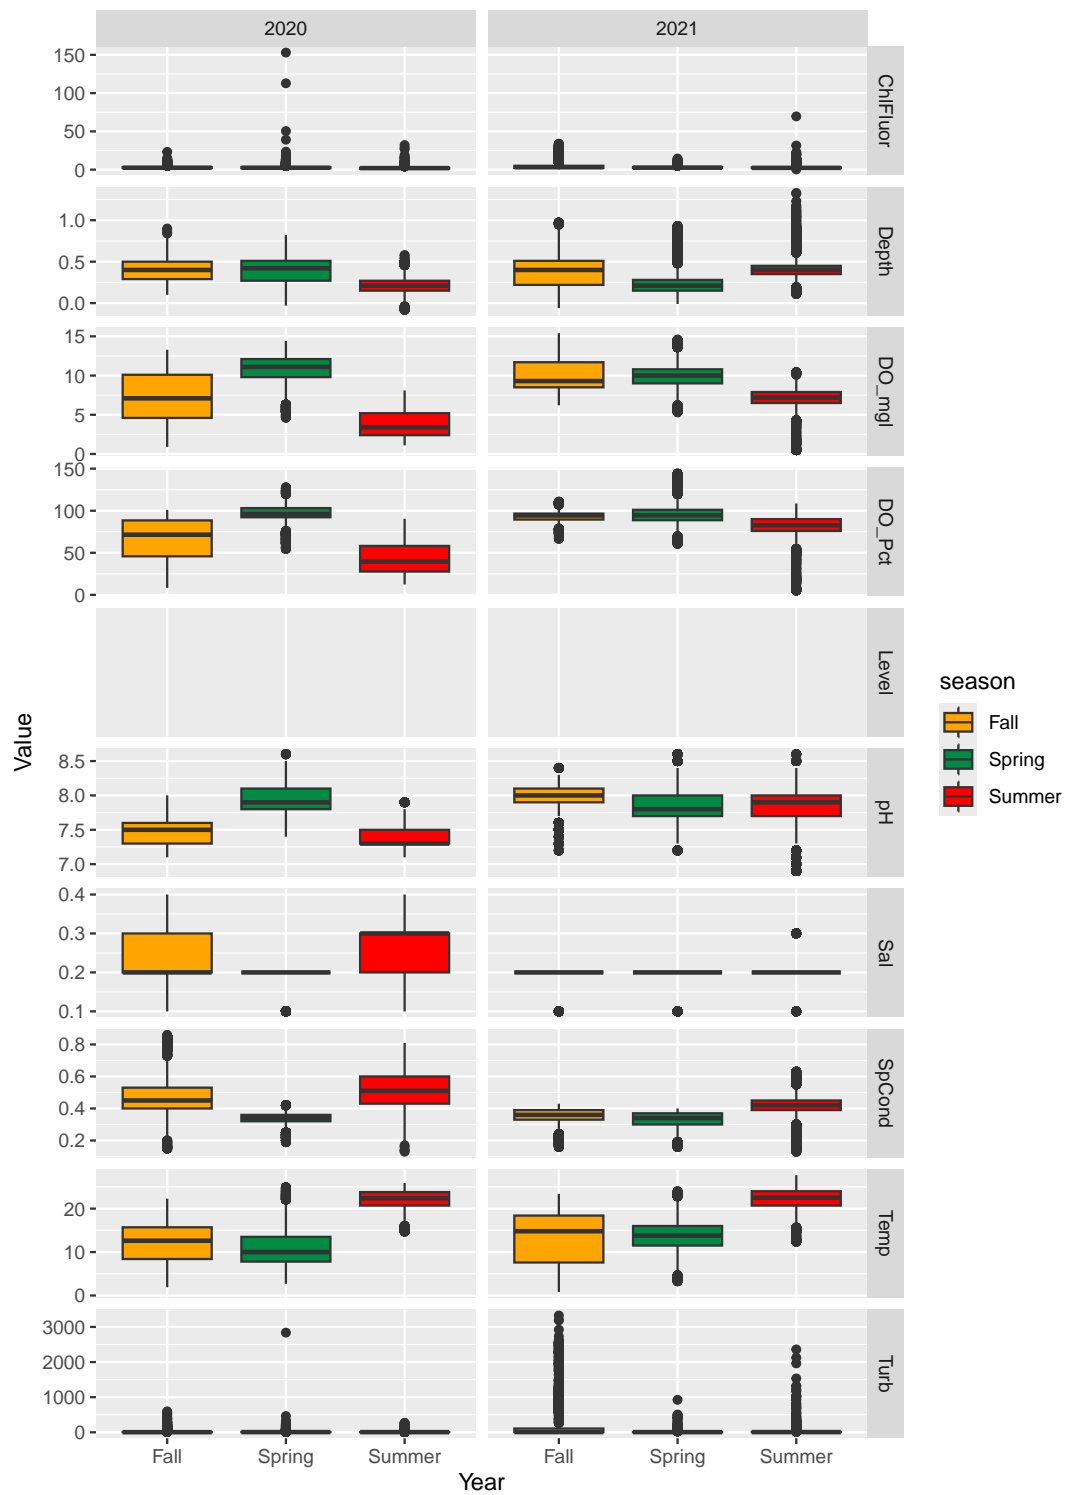 2020 2021
150
100
50
0
ChlFluor
1.0
0.5
0.0
Depth
15
10
5
0
DO_mgl
150
100
50
0
DO_Pct
Level
8.5
8.0
7.5
7.0
pH
0.4
0.3
0.2
0.1
Sal
0.8
0.6
0.4
0.2
SpCond
20
10
0
Temp
3000
2000
1000
0
Turb
Fall Spring Summer Fall Spring Summer
Year
Value
season
Fall
Spring
Summer